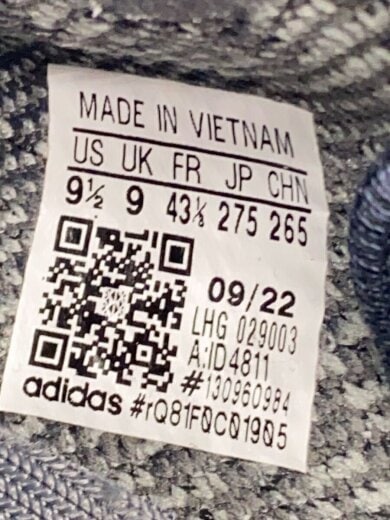 MADE IN VIETNAM
US UK FR JP CHN
9½ 9 43⅓ 275 265
09/22
LHG 029003
A:ID4811
#130960984
adidas #rQ81F0C01905